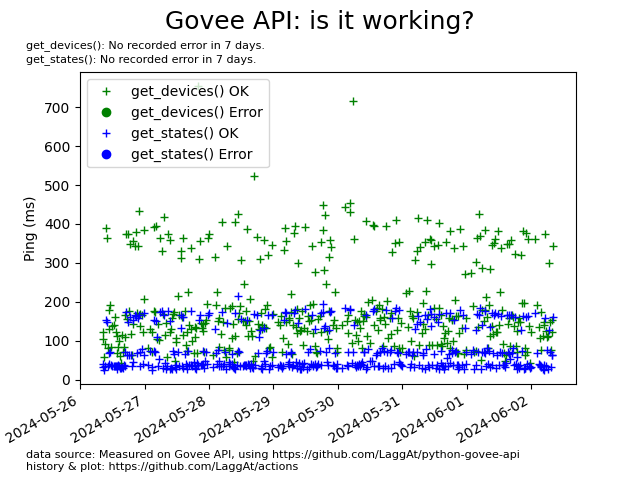 Govee API: is it working?
get_devices(): No recorded error in 7 days.
get_states(): No recorded error in 7 days.
get_devices() OK
get_devices() Error
get_states() OK
get_states() Error
Ping (ms)
700
600
500
400
300
200
100
0
2024-05-26
2024-05-27
2024-05-28
2024-05-29
2024-05-30
2024-05-31
2024-06-01
2024-06-02
data source: Measured on Govee API, using https://github.com/LaggAt/python-govee-api
history & plot: https://github.com/LaggAt/actions